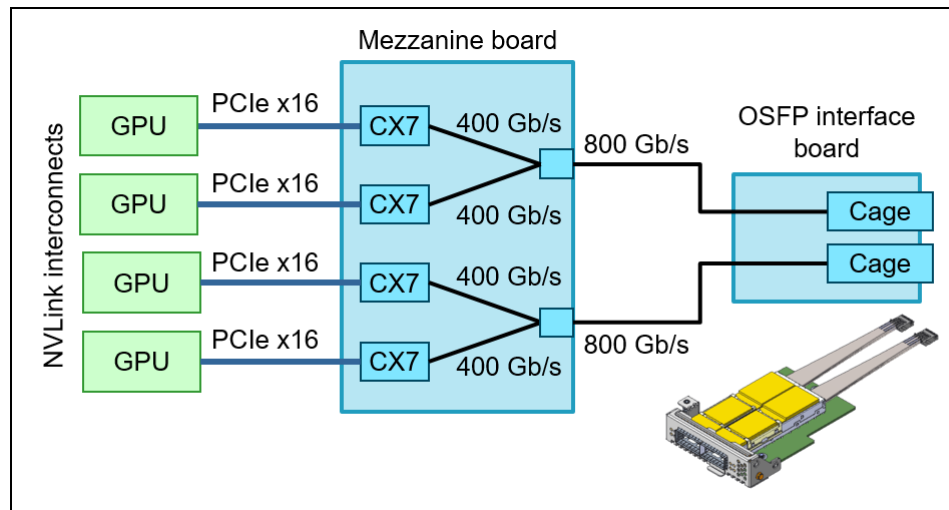 Mezzanine board
NVLink interconnects
GPU
PCIe x16
CX7
400 Gb/s
800 Gb/s
OSFP interface
board
GPU
PCIe x16
CX7
400 Gb/s
Cage
GPU
PCIe x16
CX7
400 Gb/s
Cage
GPU
PCIe x16
CX7
400 Gb/s
800 Gb/s